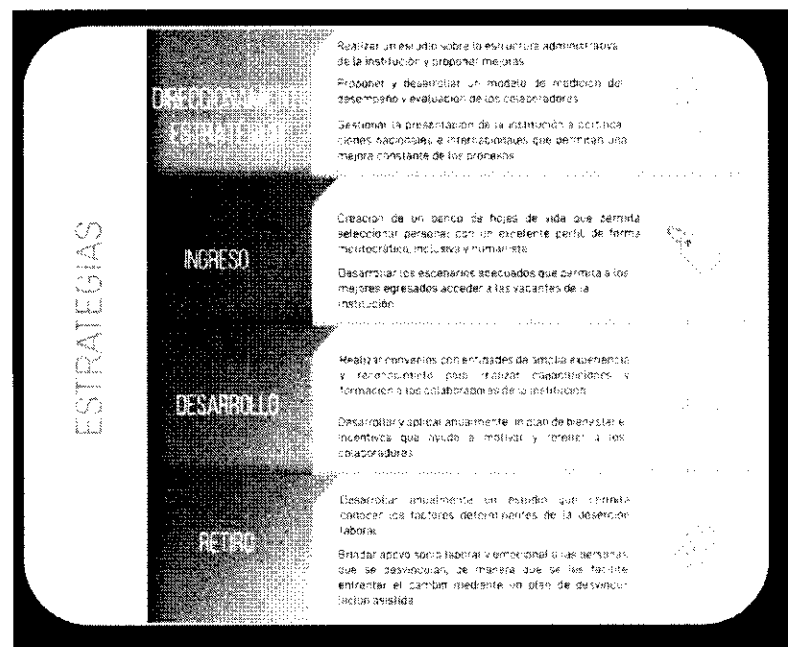 ESTRATEGIAS
DIRECCIONAMIENTO
ESTRATEGICO
Realizar un estudio sobre la estructura administrativa
de la institución y proponer mejoras
Proponer y desarrollar un modelo de medición del
desempeño y evaluación de los colaboradores
Gestionar la presentación de la institución a certifica
ciones nacionales e internacionales que permitan una
mejora constante de los procesos
INGRESO
Creación de un banco de hojes de vida que permita
seleccionar personal con un excelente perfil, de forma
meritocrático, inclusiva y humanista
Desarrollar los escenarios adecuados que permita a los
mejores egresados acceder a las vacantes de la
institución
DESARROLLO
Realizar convenios con entidades de amplia experiencia
y reconocimiento para realizar capacitaciones y
formación a los colaboradores de la institución
Desarrollar y aplicar anualmente un plan de bienestar e
incentivos que ayude a motivar y retener a los
colaboradores
RETIRO
Desarrollar anualmente un estudio que permita
conocer los factores determinantes de la deserción
laboral
Brindar apoyo socio laboral y emocional a las personas
que se desvinculan, de manera que se les facilite
enfrentar el cambio mediante un plan de desvincu
lación asistida